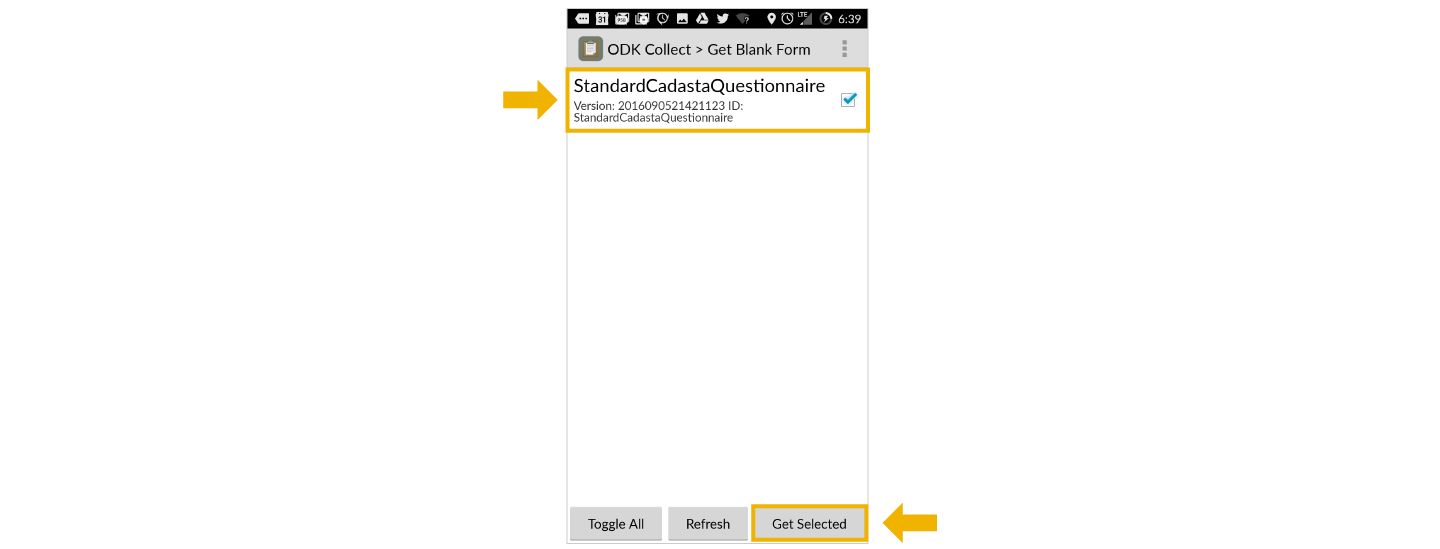 31 LTE 6:39
ODK Collect > Get Blank Form
StandardCadastaQuestionnaire
Version: 2016090521421123 ID:
StandardCadastaQuestionnaire
Toggle All Refresh Get Selected